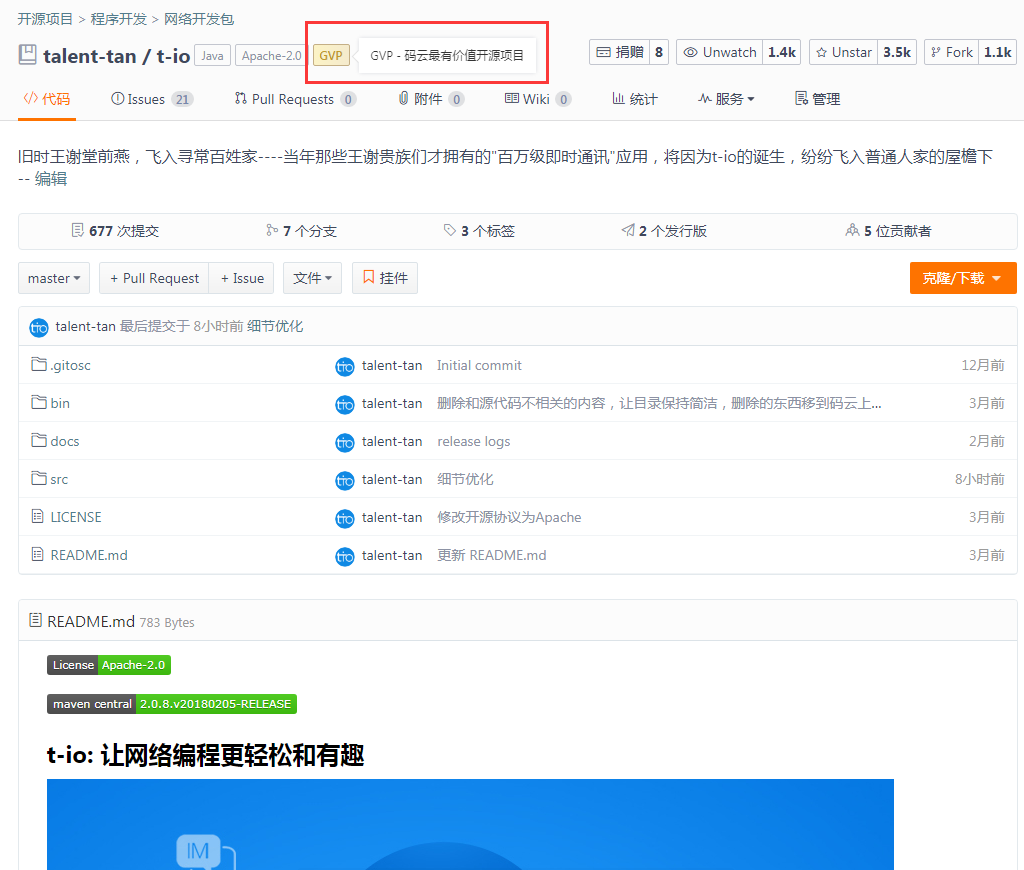 开源项目 > 程序开发 > 网络开发包
talent-tan / t-io Java Apache-2.0 GVP GVP - 码云最有价值开源项目 捐赠 8 Unwatch 1.4k Unstar 3.5k Fork 1.1k
代码 Issues 21 Pull Requests 0 附件 0 Wiki 0 统计 服务 管理
旧时王谢堂前燕，飞入寻常百姓家----当年那些王谢贵族们才拥有的"百万级即时通讯"应用，将因为t-io的诞生，纷纷飞入普通人家的屋檐下
-- 编辑
677 次提交 7 个分支 3 个标签 2 个发行版 5 位贡献者
master + Pull Request + Issue 文件 挂件 克隆/下载
tio talent-tan 最后提交于 8小时前 细节优化
.gitosc tio talent-tan Initial commit 12月前
bin tio talent-tan 删除和源代码不相关的内容，让目录保持简洁，删除的东西移到码云上... 3月前
docs tio talent-tan release logs 2月前
src tio talent-tan 细节优化 8小时前
LICENSE tio talent-tan 修改开源协议为Apache 3月前
README.md tio talent-tan 更新 README.md 3月前
README.md 783 Bytes
License Apache-2.0
maven central 2.0.8.v20180205-RELEASE
t-io: 让网络编程更轻松和有趣
IM